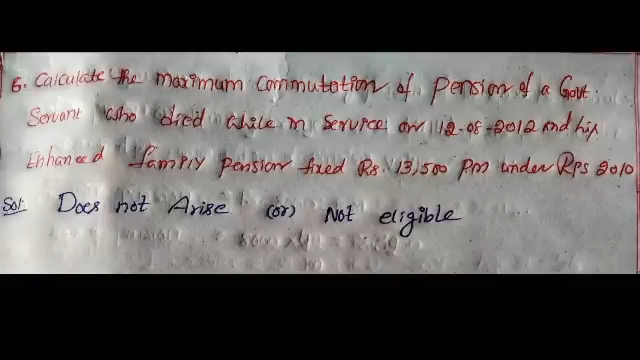 6. Calculate the maximum Commutation of Pension of a Govt.
Servant who died while in Service on 12-05-2012 and his
Enhanced family pension fixed Rs. 13,500 PM under Rps 2010
Sol: Does not Arise (or) Not eligible